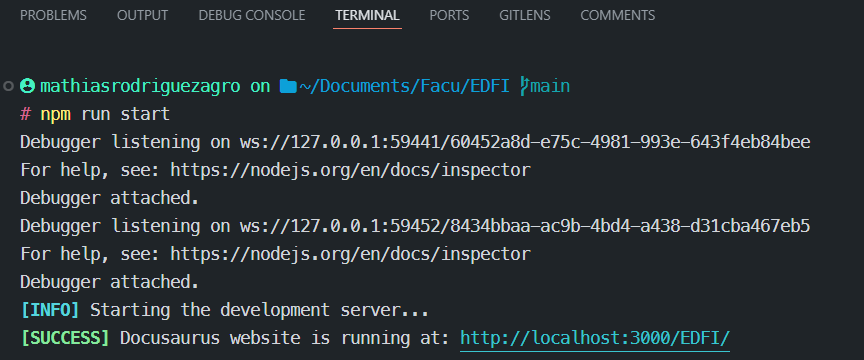 PROBLEMS OUTPUT DEBUG CONSOLE TERMINAL PORTS GITLENS COMMENTS
mathiasrodriguezagro on ~/Documents/Facu/EDFI main
# npm run start
Debugger listening on ws://127.0.0.1:59441/60452a8d-e75c-4981-993e-643f4eb84bee
For help, see: https://nodejs.org/en/docs/inspector
Debugger attached.
Debugger listening on ws://127.0.0.1:59452/8434bbaa-ac9b-4bd4-a438-d31cba467eb5
For help, see: https://nodejs.org/en/docs/inspector
Debugger attached.
[INFO] Starting the development server...
[SUCCESS] Docusaurus website is running at: http://localhost:3000/EDFI/